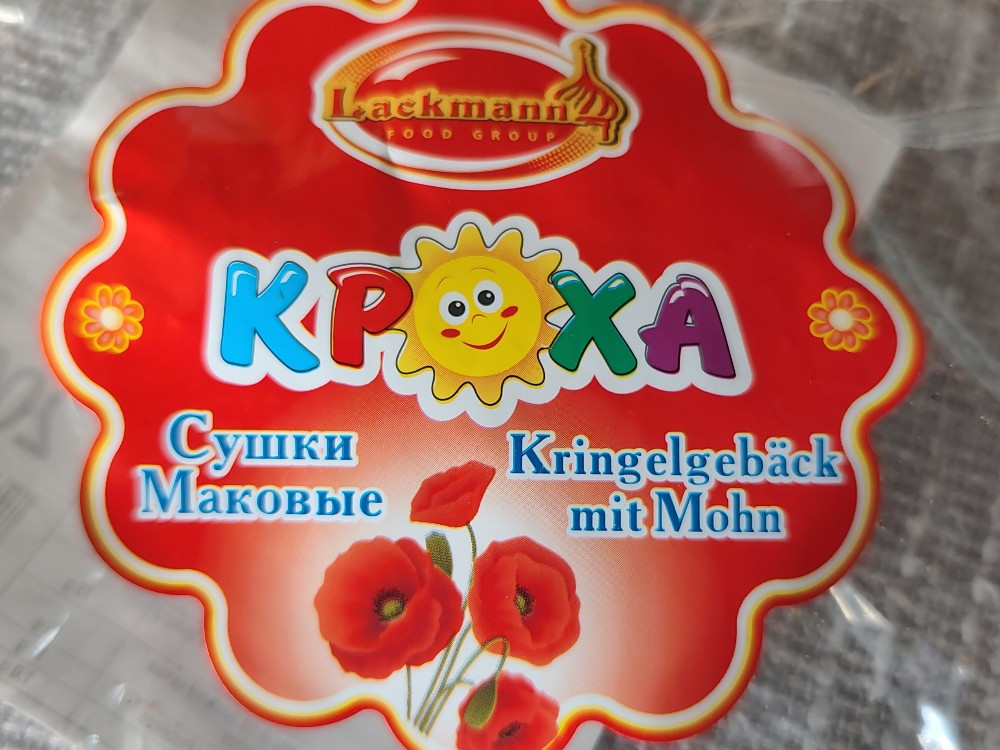 Lackmann
FOOD GROUP
КРОХА
Сушки
Маковые
Kringelgebäck
mit Mohn